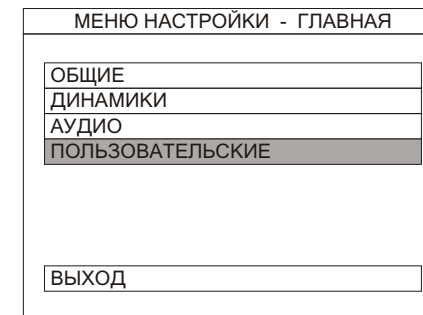 МЕНЮ НАСТРОЙКИ - ГЛАВНАЯ
ОБЩИЕ
ДИНАМИКИ
АУДИО
ПОЛЬЗОВАТЕЛЬСКИЕ
ВЫХОД